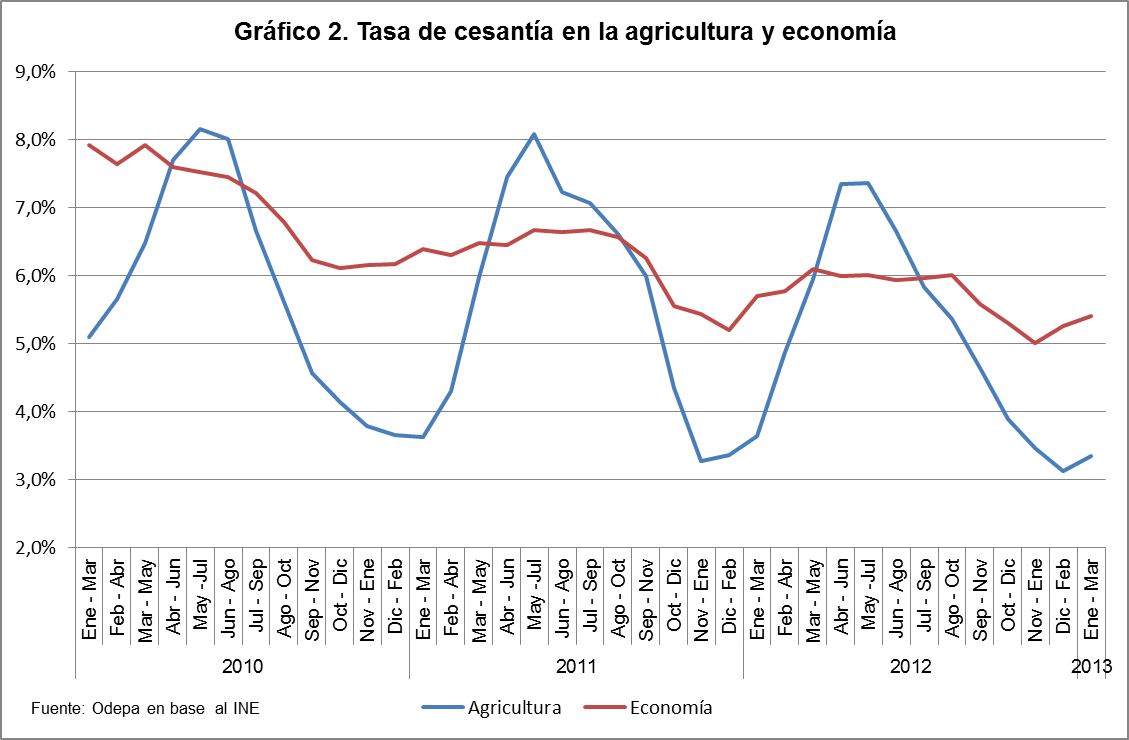 Gráfico 2. Tasa de cesantía en la agricultura y economía
9,0%
8,0%
7,0%
6,0%
5,0%
4,0%
3,0%
2,0%
Ene - Mar
Feb - Abr
Mar - May
Abr - Jun
May -Jul
Jun - Ago
Jul - Sep
Ago - Oct
Sep - Nov
Oct - Dic
Nov - Ene
Dic - Feb
Ene - Mar
Feb - Abr
Mar - May
Abr - Jun
May -Jul
Jun - Ago
Jul - Sep
Ago - Oct
Sep - Nov
Oct - Dic
Nov - Ene
Dic - Feb
Ene - Mar
Feb - Abr
Mar - May
Abr - Jun
May -Jul
Jun - Ago
Jul - Sep
Ago - Oct
Sep - Nov
Oct - Dic
Nov - Ene
Dic - Feb
Ene - Mar
2010
2011
2012
2013
Fuente: Odepa en base al INE
Agricultura
Economía